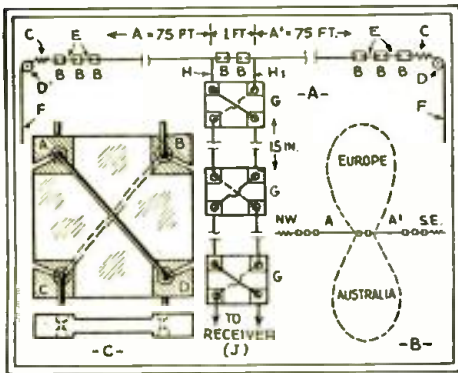 C E A = 75 FT. 1 FT A' = 75 FT. E C
B B B H B B H₁ B B B
D G -A- D
F F
15 IN.
A B
G EUROPE
NW A A' S.E.
C D G AUSTRALIA
TO
RECEIVER
-C- (J) -B-